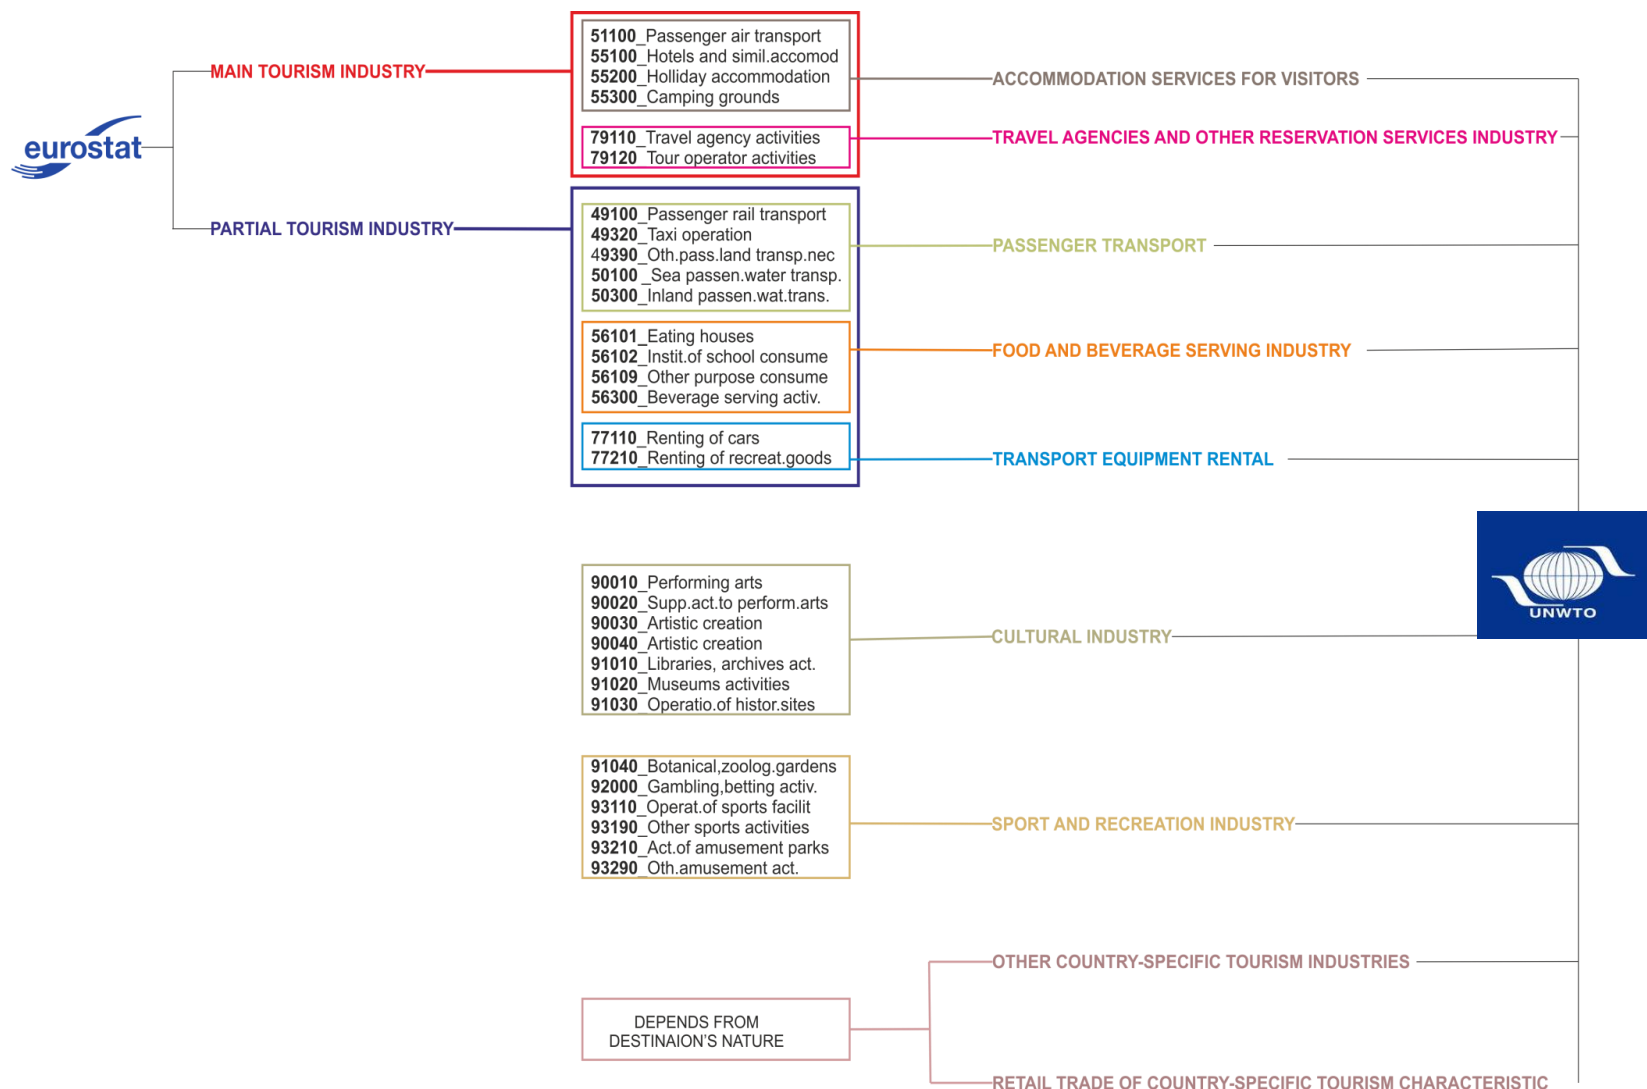 eurostat
MAIN TOURISM INDUSTRY
PARTIAL TOURISM INDUSTRY
51100_Passenger air transport
55100_Hotels and simil.accomod
55200_Holliday accommodation
55300_Camping grounds
79110_Travel agency activities
79120_Tour operator activities
49100_Passenger rail transport
49320_Taxi operation
49390_Oth.pass.land transp.nec
50100_Sea passen.water transp.
50300_Inland passen.wat.trans.
56101_Eating houses
56102_Instit.of school consume
56109_Other purpose consume
56300_Beverage serving activ.
77110_Renting of cars
77210_Renting of recreat.goods
90010_Performing arts
90020_Supp.act.to perform.arts
90030_Artistic creation
90040_Artistic creation
91010_Libraries, archives act.
91020_Museums activities
91030_Operatio.of histor.sites
91040_Botanical,zoolog.gardens
92000_Gambling,betting activ.
93110_Operat.of sports facilit
93190_Other sports activities
93210_Act.of amusement parks
93290_Oth.amusement act.
DEPENDS FROM
DESTINAION'S NATURE
ACCOMMODATION SERVICES FOR VISITORS
TRAVEL AGENCIES AND OTHER RESERVATION SERVICES INDUSTRY
PASSENGER TRANSPORT
FOOD AND BEVERAGE SERVING INDUSTRY
TRANSPORT EQUIPMENT RENTAL
CULTURAL INDUSTRY
SPORT AND RECREATION INDUSTRY
OTHER COUNTRY-SPECIFIC TOURISM INDUSTRIES
RETAIL TRADE OF COUNTRY-SPECIFIC TOURISM CHARACTERISTIC
UNWTO